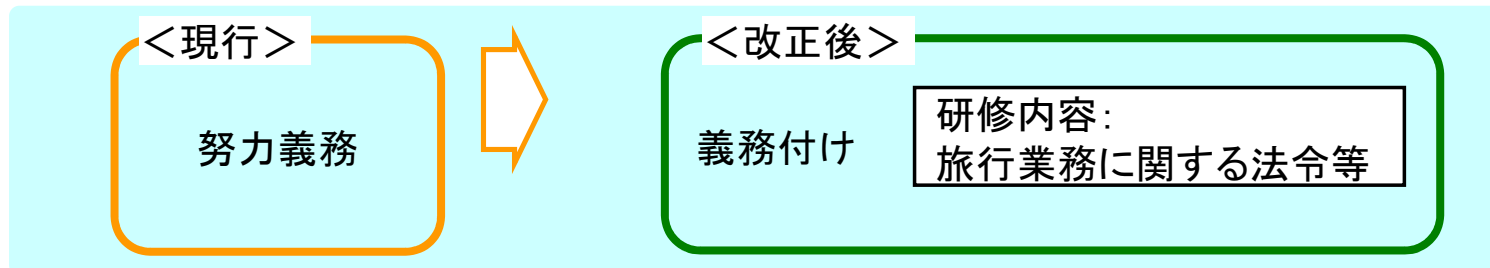 ＜現行＞
努力義務
＜改正後＞
義務付け
研修内容：
旅行業務に関する法令等